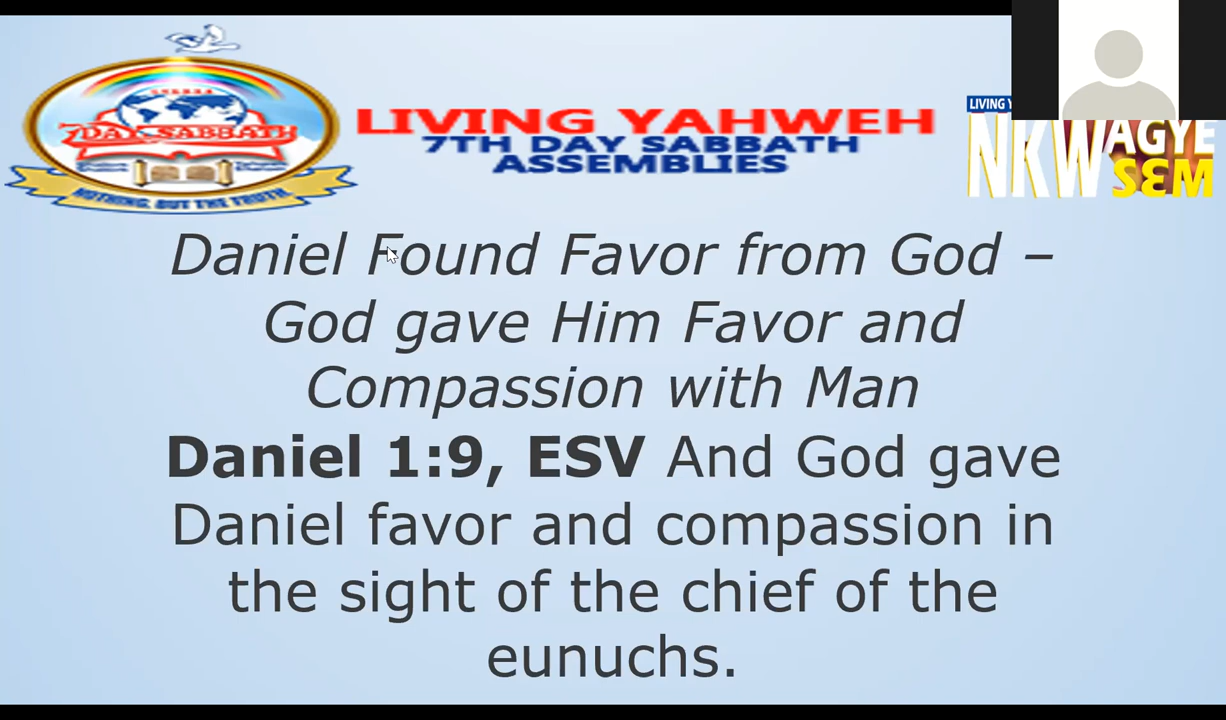 7DAY SABBATH
NOTHING BUT THE TRUTH
LIVING YAHWEH
7TH DAY SABBATH
ASSEMBLIES
LIVING Y
NKWAGYE
SƐM
Daniel Found Favor from God –
God gave Him Favor and
Compassion with Man
Daniel 1:9, ESV And God gave
Daniel favor and compassion in
the sight of the chief of the
eunuchs.